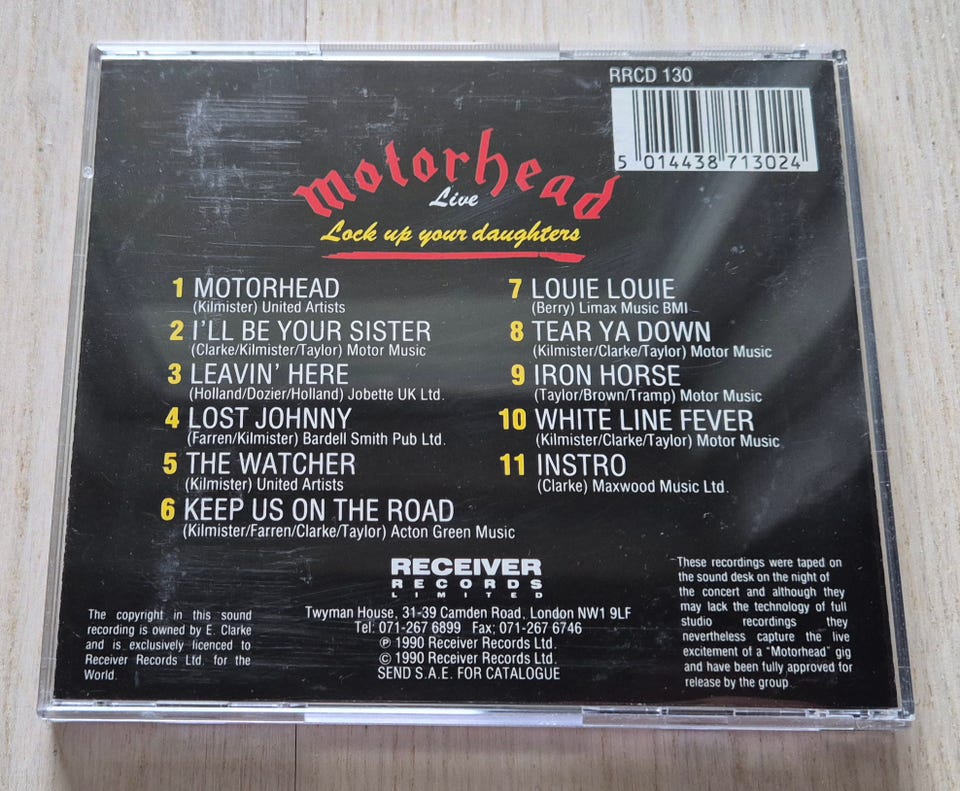 RRCD 130
5 014438 713024
motorhead
Live
Lock up your daughters
1 MOTORHEAD
(Kilmister) United Artists
2 I'LL BE YOUR SISTER
(Clarke/Kilmister/Taylor) Motor Music
3 LEAVIN' HERE
(Holland/Dozier/Holland) Jobette UK Ltd.
4 LOST JOHNNY
(Farren/Kilmister) Bardell Smith Pub Ltd.
5 THE WATCHER
(Kilmister) United Artists
6 KEEP US ON THE ROAD
(Kilmister/Farren/Clarke/Taylor) Acton Green Music
7 LOUIE LOUIE
(Berry) Limax Music BMI
8 TEAR YA DOWN
(Kilmister/Clarke/Taylor) Motor Music
9 IRON HORSE
(Taylor/Brown/Tramp) Motor Music
10 WHITE LINE FEVER
(Kilmister/Clarke/Taylor) Motor Music
11 INSTRO
(Clarke) Maxwood Music Ltd.
The copyright in this sound
recording is owned by E. Clarke
and is exclusively licenced to
Receiver Records Ltd. for the
World.
RECEIVER
RECORDS
LIMITED
Twyman House, 31-39 Camden Road, London NW1 9LF
Tel: 071-267 6899 Fax; 071-267 6746
℗ 1990 Receiver Records Ltd.
© 1990 Receiver Records Ltd.
SEND S.A.E. FOR CATALOGUE
These recordings were taped on
the sound desk on the night of
the concert and although they
may lack the technology of full
studio recordings they
nevertheless capture the live
excitement of a "Motorhead" gig
and have been fully approved for
release by the group.